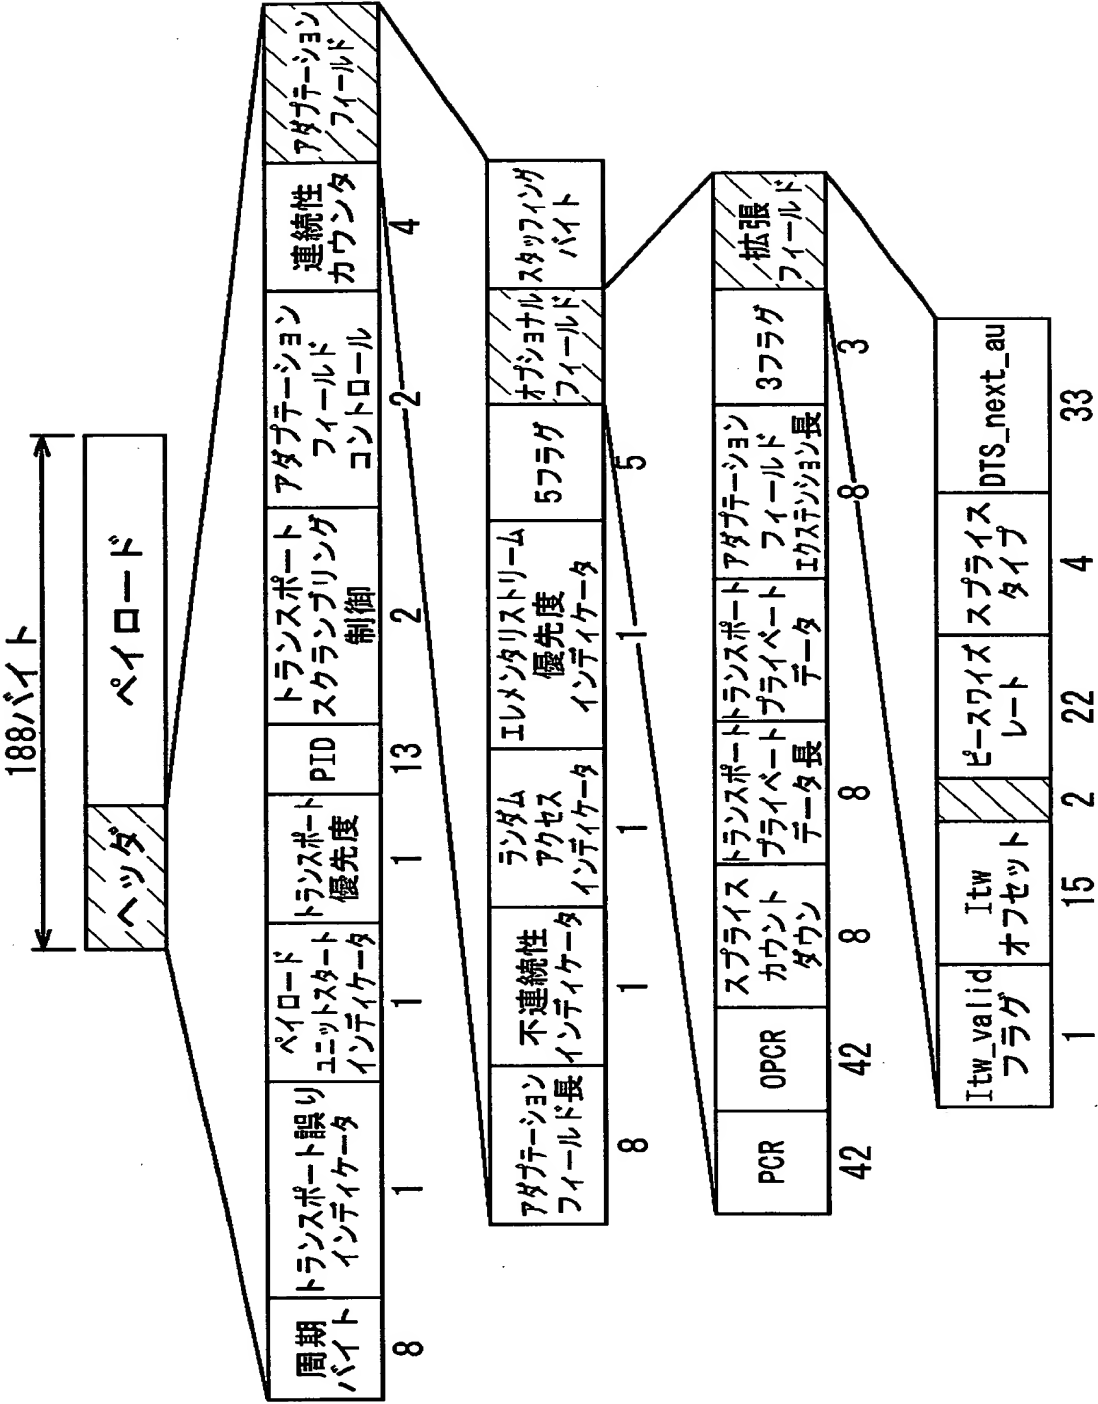 188バイト
ヘッダ
ペイロード
周期
バイト
トランスポート誤り
インディケータ
ペイロード
ユニットスタート
インディケータ
トランスポート
優先度
PID
トランスポート
スクランブリング
制御
アダプテーション
フィールド
コントロール
連続性
カウンタ
アダプテーション
フィールド
8
1
1
1
13
2
2
4
アダプテーション
フィールド長
不連続性
インディケータ
ランダム
アクセス
インディケータ
エレメンタリストリーム
優先度
インディケータ
5フラグ
オプショナル
フィールド
スタッフィング
バイト
8
1
1
1
5
PCR
OPCR
スプライス
カウント
ダウン
トランスポート
プライベート
データ長
トランスポート
プライベート
データ
アダプテーション
フィールド
エクステンション長
3フラグ
拡張
フィールド
42
42
8
8
8
3
Itw_valid
フラグ
Itw
オフセット
ピースワイズ
レート
スプライス
タイプ
DTS_next_au
1
15
2
22
4
33